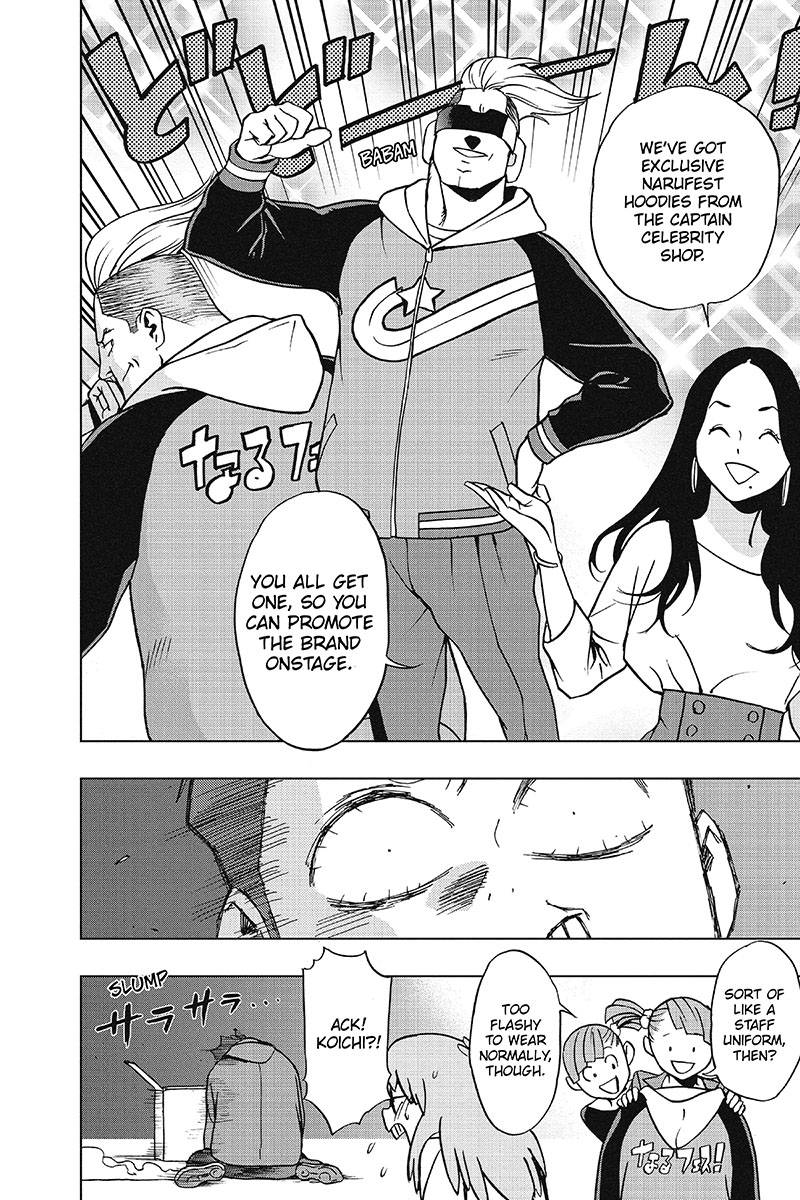 どどーーん!!
BABAM
WE'VE GOT
EXCLUSIVE
NARUFEST
HOODIES FROM
THE CAPTAIN
CELEBRITY
SHOP.
なるフェ
YOU ALL GET
ONE, SO YOU
CAN PROMOTE
THE BRAND
ONSTAGE.
SORT OF
LIKE A
STAFF
UNIFORM,
THEN?
TOO
FLASHY
TO WEAR
NORMALLY,
THOUGH.
なるフェス!
ACK!
KOICHI?!
SLUMP
サラサラ...